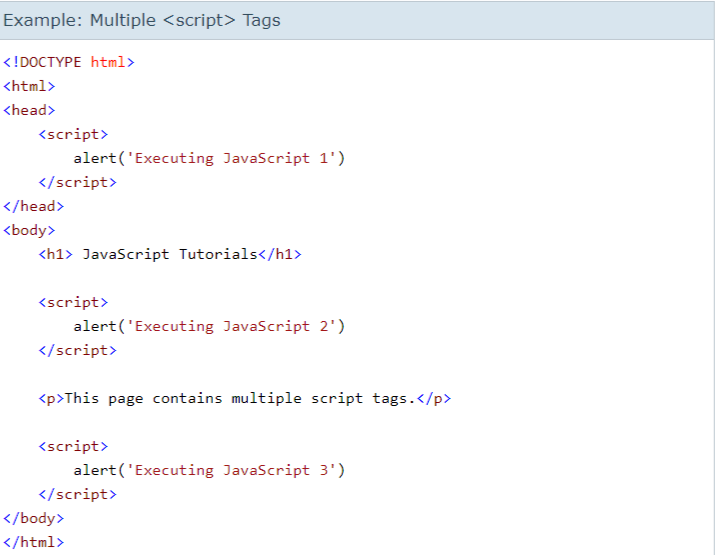 Example: Multiple <script> Tags
<!DOCTYPE html>
<html>
<head>
    <script>
        alert('Executing JavaScript 1')
    </script>
</head>
<body>
    <h1> JavaScript Tutorials</h1>

    <script>
        alert('Executing JavaScript 2')
    </script>

    <p>This page contains multiple script tags.</p>

    <script>
        alert('Executing JavaScript 3')
    </script>
</body>
</html>